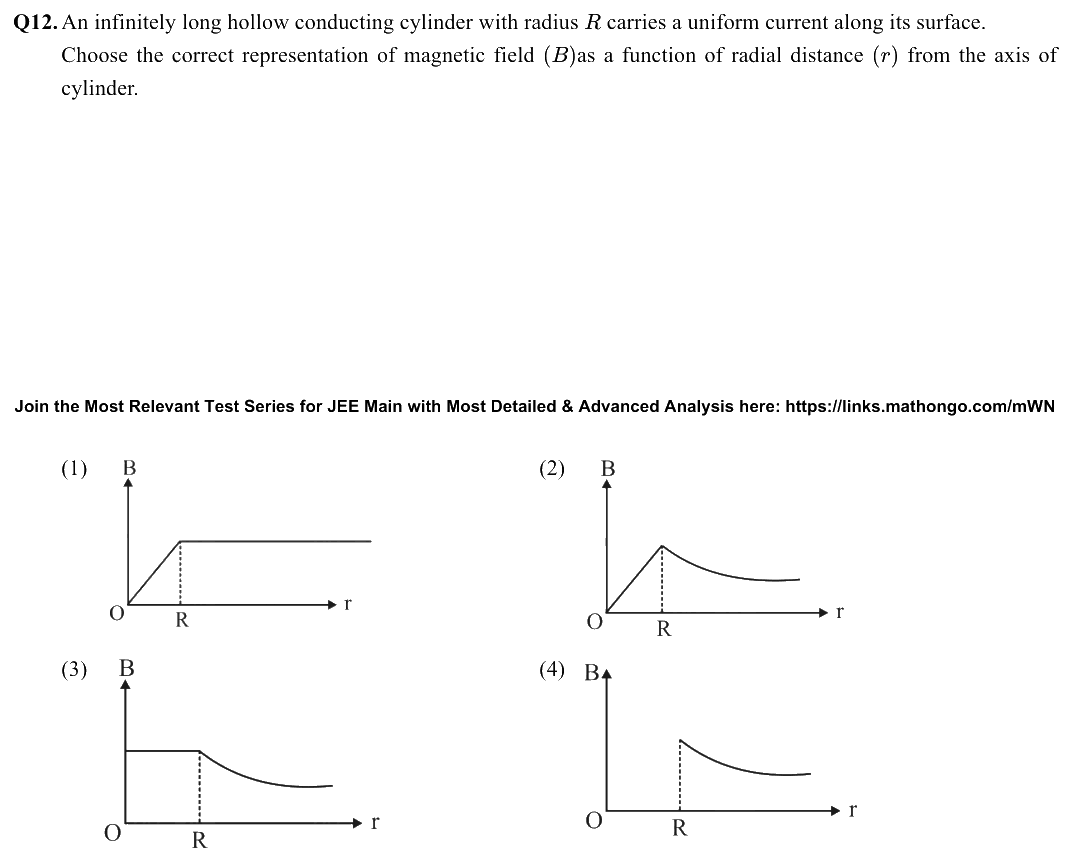 Q12. An infinitely long hollow conducting cylinder with radius R carries a uniform current along its surface.
Choose the correct representation of magnetic field (B)as a function of radial distance (r) from the axis of
cylinder.
Join the Most Relevant Test Series for JEE Main with Most Detailed & Advanced Analysis here: https://links.mathongo.com/mWN
(1) B
O R r
(2) B
O R r
(3) B
O R r
(4) B
O R r